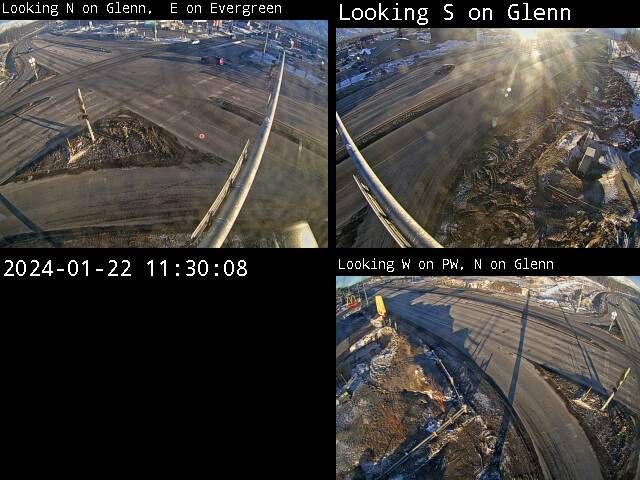 Looking N on Glenn,  E on Evergreen
Looking S on Glenn
2024-01-22 11:30:08
Looking W on PW, N on Glenn